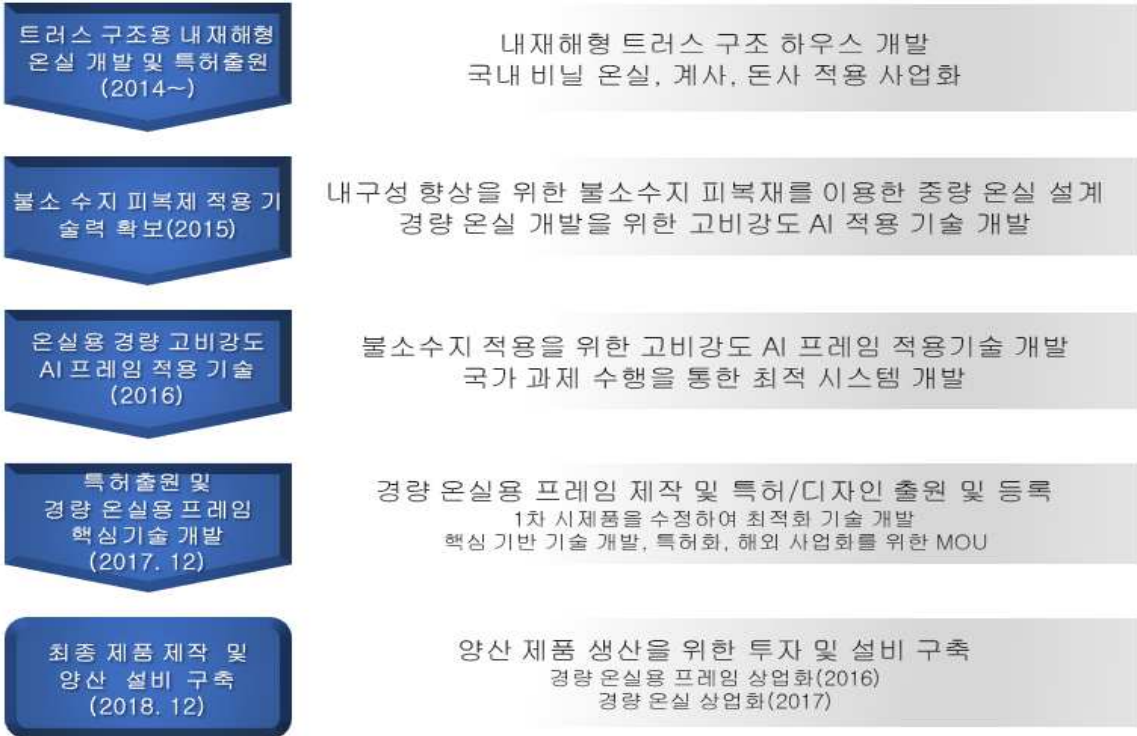 트러스 구조용 내재해형
온실 개발 및 특허출원
(2014~)
내재해형 트러스 구조 하우스 개발
국내 비닐 온실, 계사, 돈사 적용 사업화
불소 수지 피복제 적용 기
술력 확보(2015)
내구성 향상을 위한 불소수지 피복재를 이용한 중량 온실 설계
경량 온실 개발을 위한 고비강도 Al 적용 기술 개발
온실용 경량 고비강도
Al 프레임 적용 기술
(2016)
불소수지 적용을 위한 고비강도 Al 프레임 적용기술 개발
국가 과제 수행을 통한 최적 시스템 개발
특허출원 및
경량 온실용 프레임
핵심기술 개발
(2017. 12)
경량 온실용 프레임 제작 및 특허/디자인 출원 및 등록
1차 시제품을 수정하여 최적화 기술 개발
핵심 기반 기술 개발, 특허화, 해외 사업화를 위한 MOU
최종 제품 제작 및
양산 설비 구축
(2018. 12)
양산 제품 생산을 위한 투자 및 설비 구축
경량 온실용 프레임 상업화(2016)
경량 온실 상업화(2017)